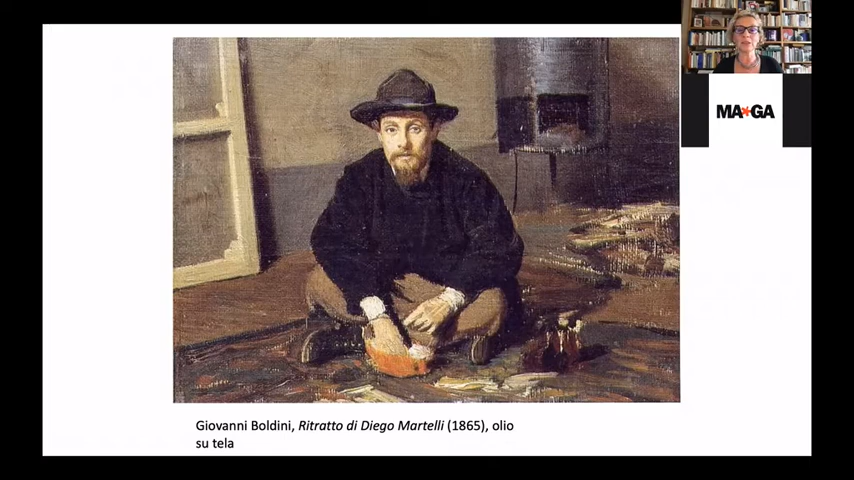 MA*GA
Giovanni Boldini, Ritratto di Diego Martelli (1865), olio
su tela